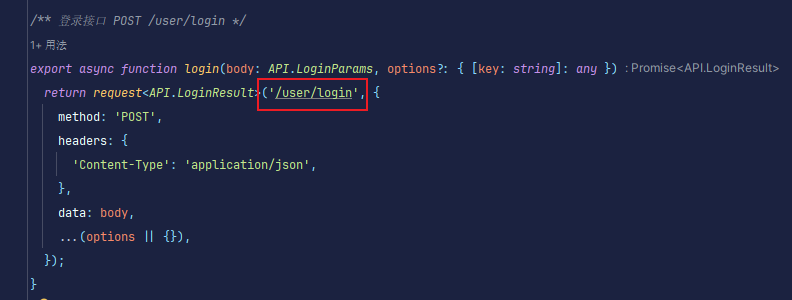 /** 登录接口 POST /user/login */
1+ 用法
export async function login(body: API.LoginParams, options?: { [key: string]: any }) : Promise<API.LoginResult>
return request<API.LoginResult>('/user/login', {
method: 'POST',
headers: {
'Content-Type': 'application/json',
},
data: body,
...(options || {}),
});
}